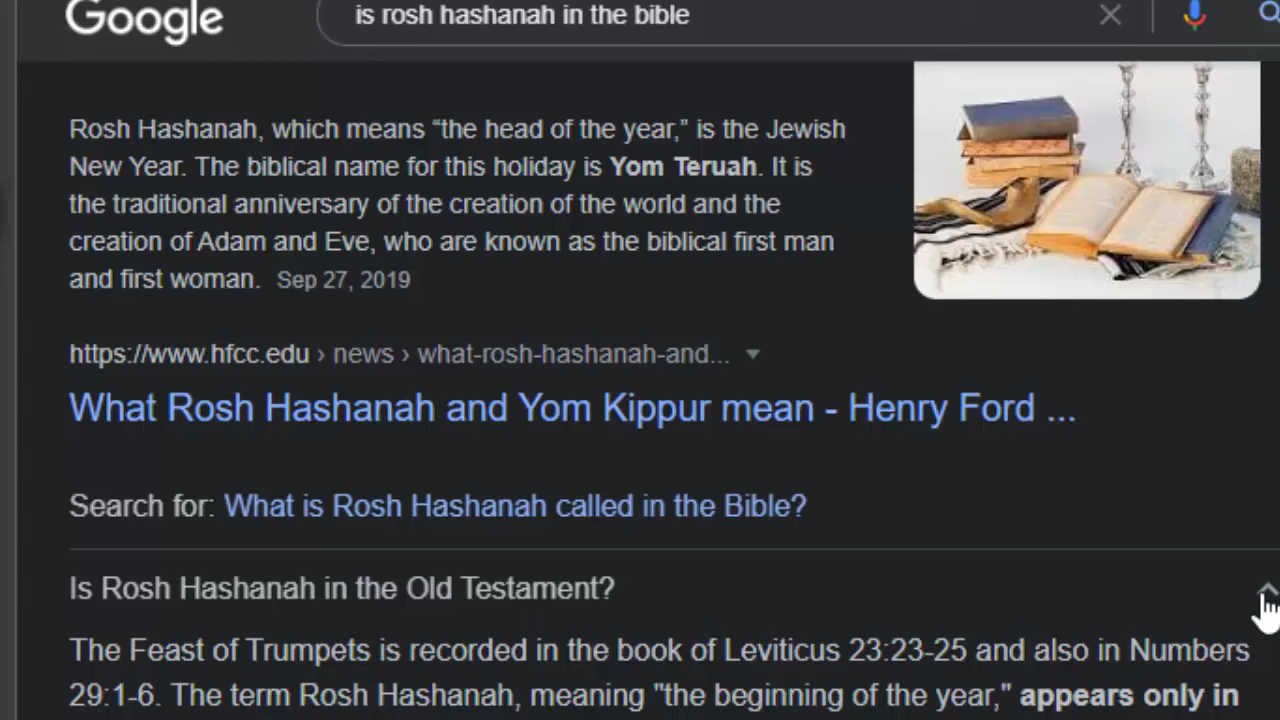 Google
is rosh hashanah in the bible
Rosh Hashanah, which means “the head of the year,” is the Jewish
New Year. The biblical name for this holiday is Yom Teruah. It is
the traditional anniversary of the creation of the world and the
creation of Adam and Eve, who are known as the biblical first man
and first woman. Sep 27, 2019
https://www.hfcc.edu › news › what-rosh-hashanah-and...
What Rosh Hashanah and Yom Kippur mean - Henry Ford ...
Search for: What is Rosh Hashanah called in the Bible?
Is Rosh Hashanah in the Old Testament?
The Feast of Trumpets is recorded in the book of Leviticus 23:23-25 and also in Numbers
29:1-6. The term Rosh Hashanah, meaning "the beginning of the year," appears only in